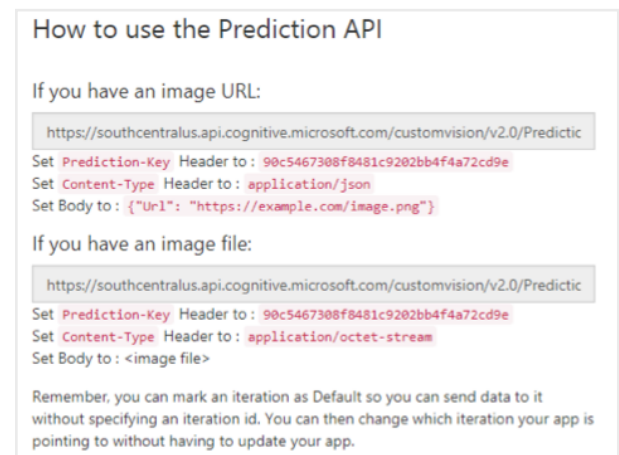 How to use the Prediction API
If you have an image URL:
https://southcentralus.api.cognitive.microsoft.com/customvision/v2.0/Predictic
Set Prediction-Key Header to : 90c5467308f8481c9202bb4f4a72cd9e
Set Content-Type Header to : application/json
Set Body to : {"Url": "https://example.com/image.png"}
If you have an image file:
https://southcentralus.api.cognitive.microsoft.com/customvision/v2.0/Predictic
Set Prediction-Key Header to : 90c5467308f8481c9202bb4f4a72cd9e
Set Content-Type Header to : application/octet-stream
Set Body to : <image file>
Remember, you can mark an iteration as Default so you can send data to it
without specifying an iteration id. You can then change which iteration your app is
pointing to without having to update your app.